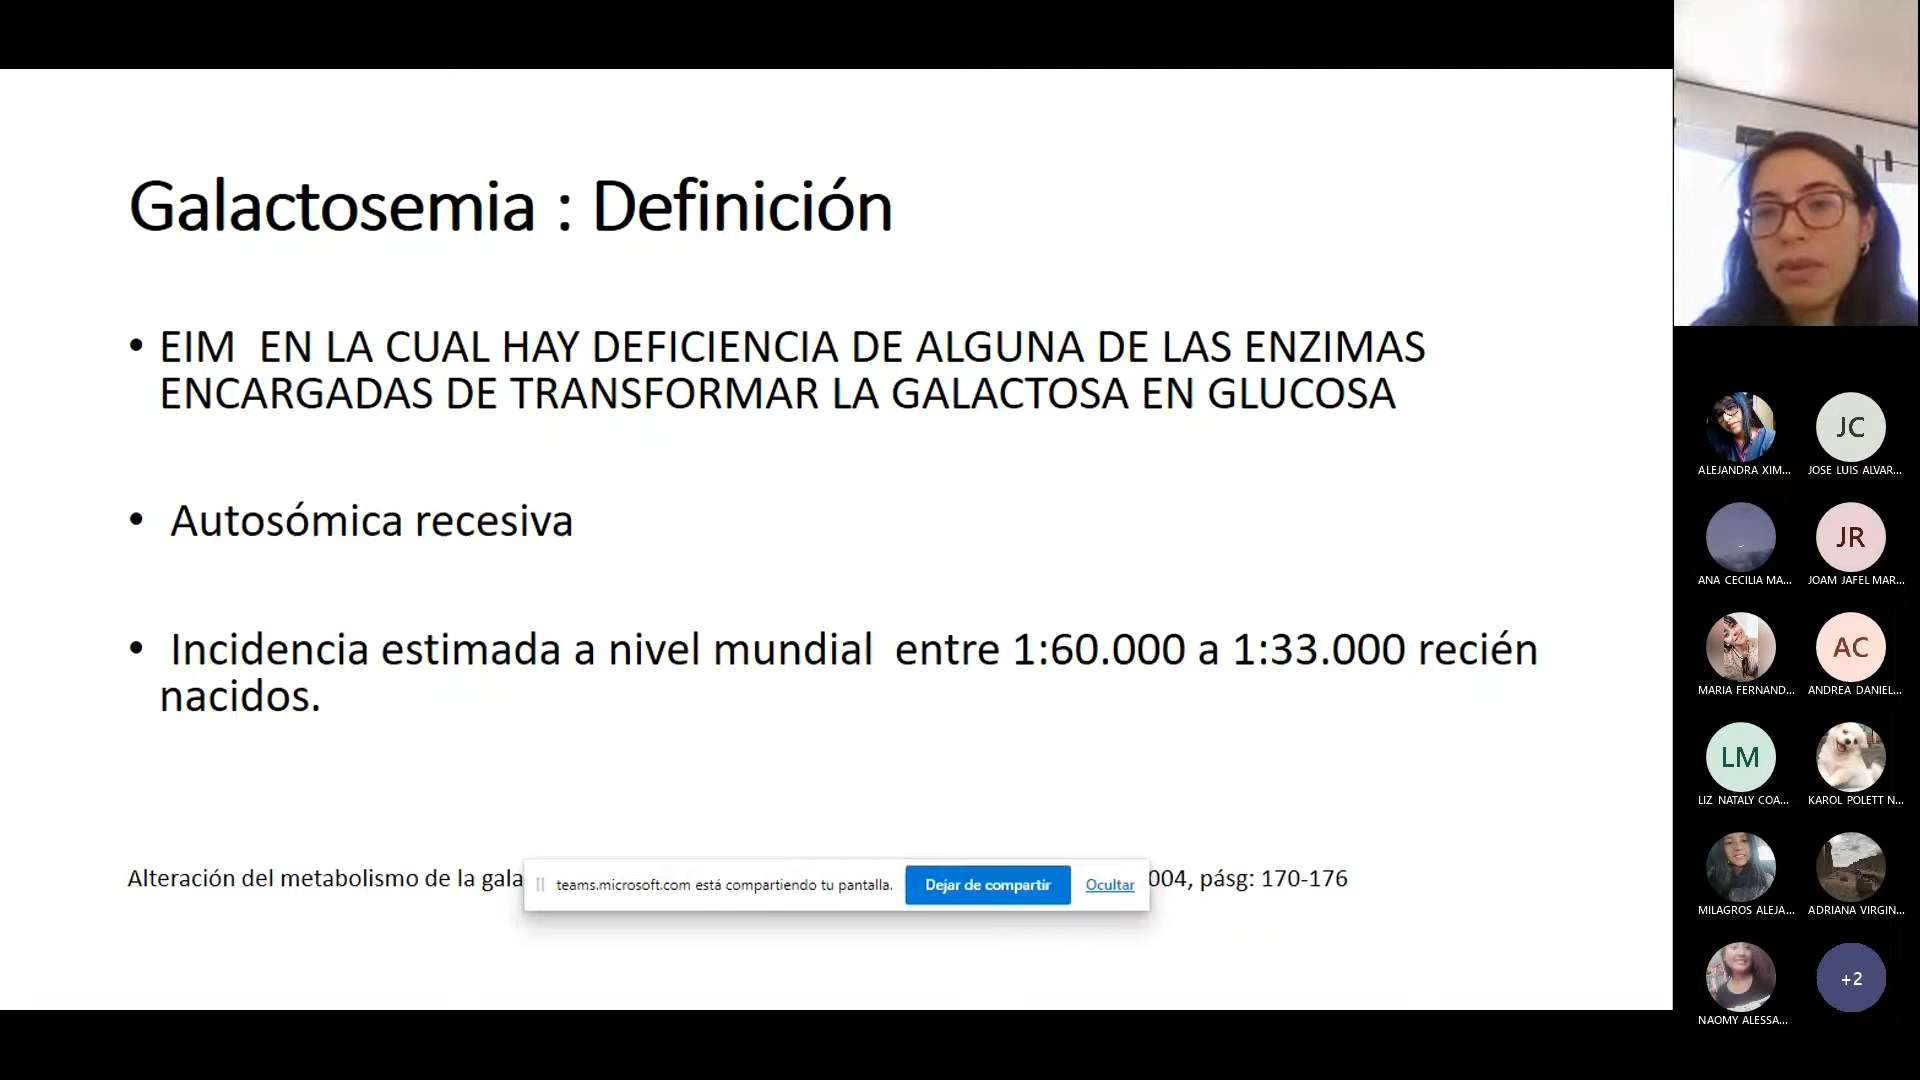 Galactosemia : Definición
• EIM EN LA CUAL HAY DEFICIENCIA DE ALGUNA DE LAS ENZIMAS
ENCARGADAS DE TRANSFORMAR LA GALACTOSA EN GLUCOSA
• Autosómica recesiva
• Incidencia estimada a nivel mundial entre 1:60.000 a 1:33.000 recién
nacidos.
Alteración del metabolismo de la gala
004, pásg: 170-176
teams.microsoft.com está compartiendo tu pantalla.
Dejar de compartir
Ocultar
ALEJANDRA XIM...
JC
JOSE LUIS ALVAR...
ANA CECILIA MA...
JR
JOAM JAFEL MAR...
MARIA FERNAND...
AC
ANDREA DANIEL...
LM
LIZ NATALY COA...
KAROL POLETT N...
MILAGROS ALEJA...
ADRIANA VIRGIN...
NAOMY ALESSA...
+2